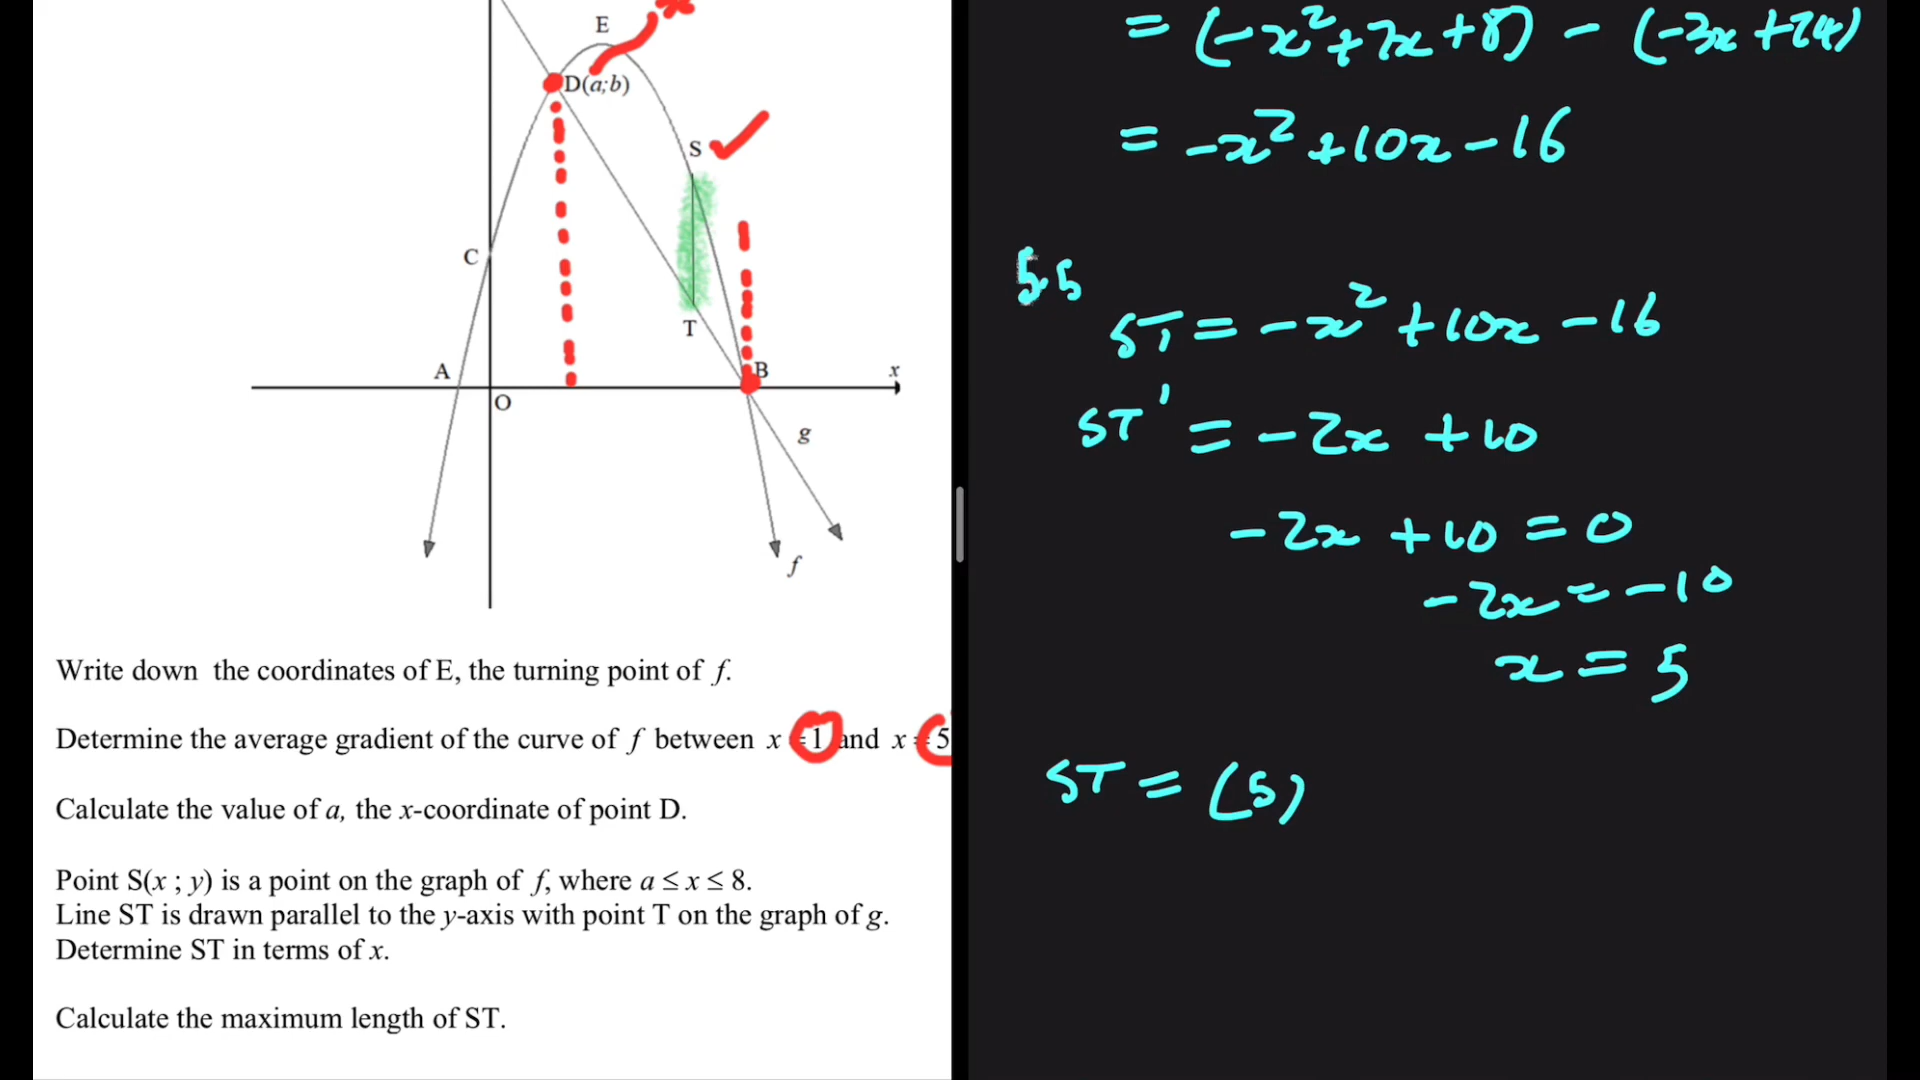 E
D(a;b)
S
C
T
A
B
x
O
g
f
Write down the coordinates of E, the turning point of f.
Determine the average gradient of the curve of f between x = 1 and x = 5
Calculate the value of a, the x-coordinate of point D.
Point S(x ; y) is a point on the graph of f, where a ≤ x ≤ 8.
Line ST is drawn parallel to the y-axis with point T on the graph of g.
Determine ST in terms of x.
Calculate the maximum length of ST.
= (-x²+7x+8) - (-3x+24)
= -x²+10x-16
5.5
ST = -x²+10x-16
ST' = -2x+10
-2x+10=0
-2x=-10
x=5
ST = (5)